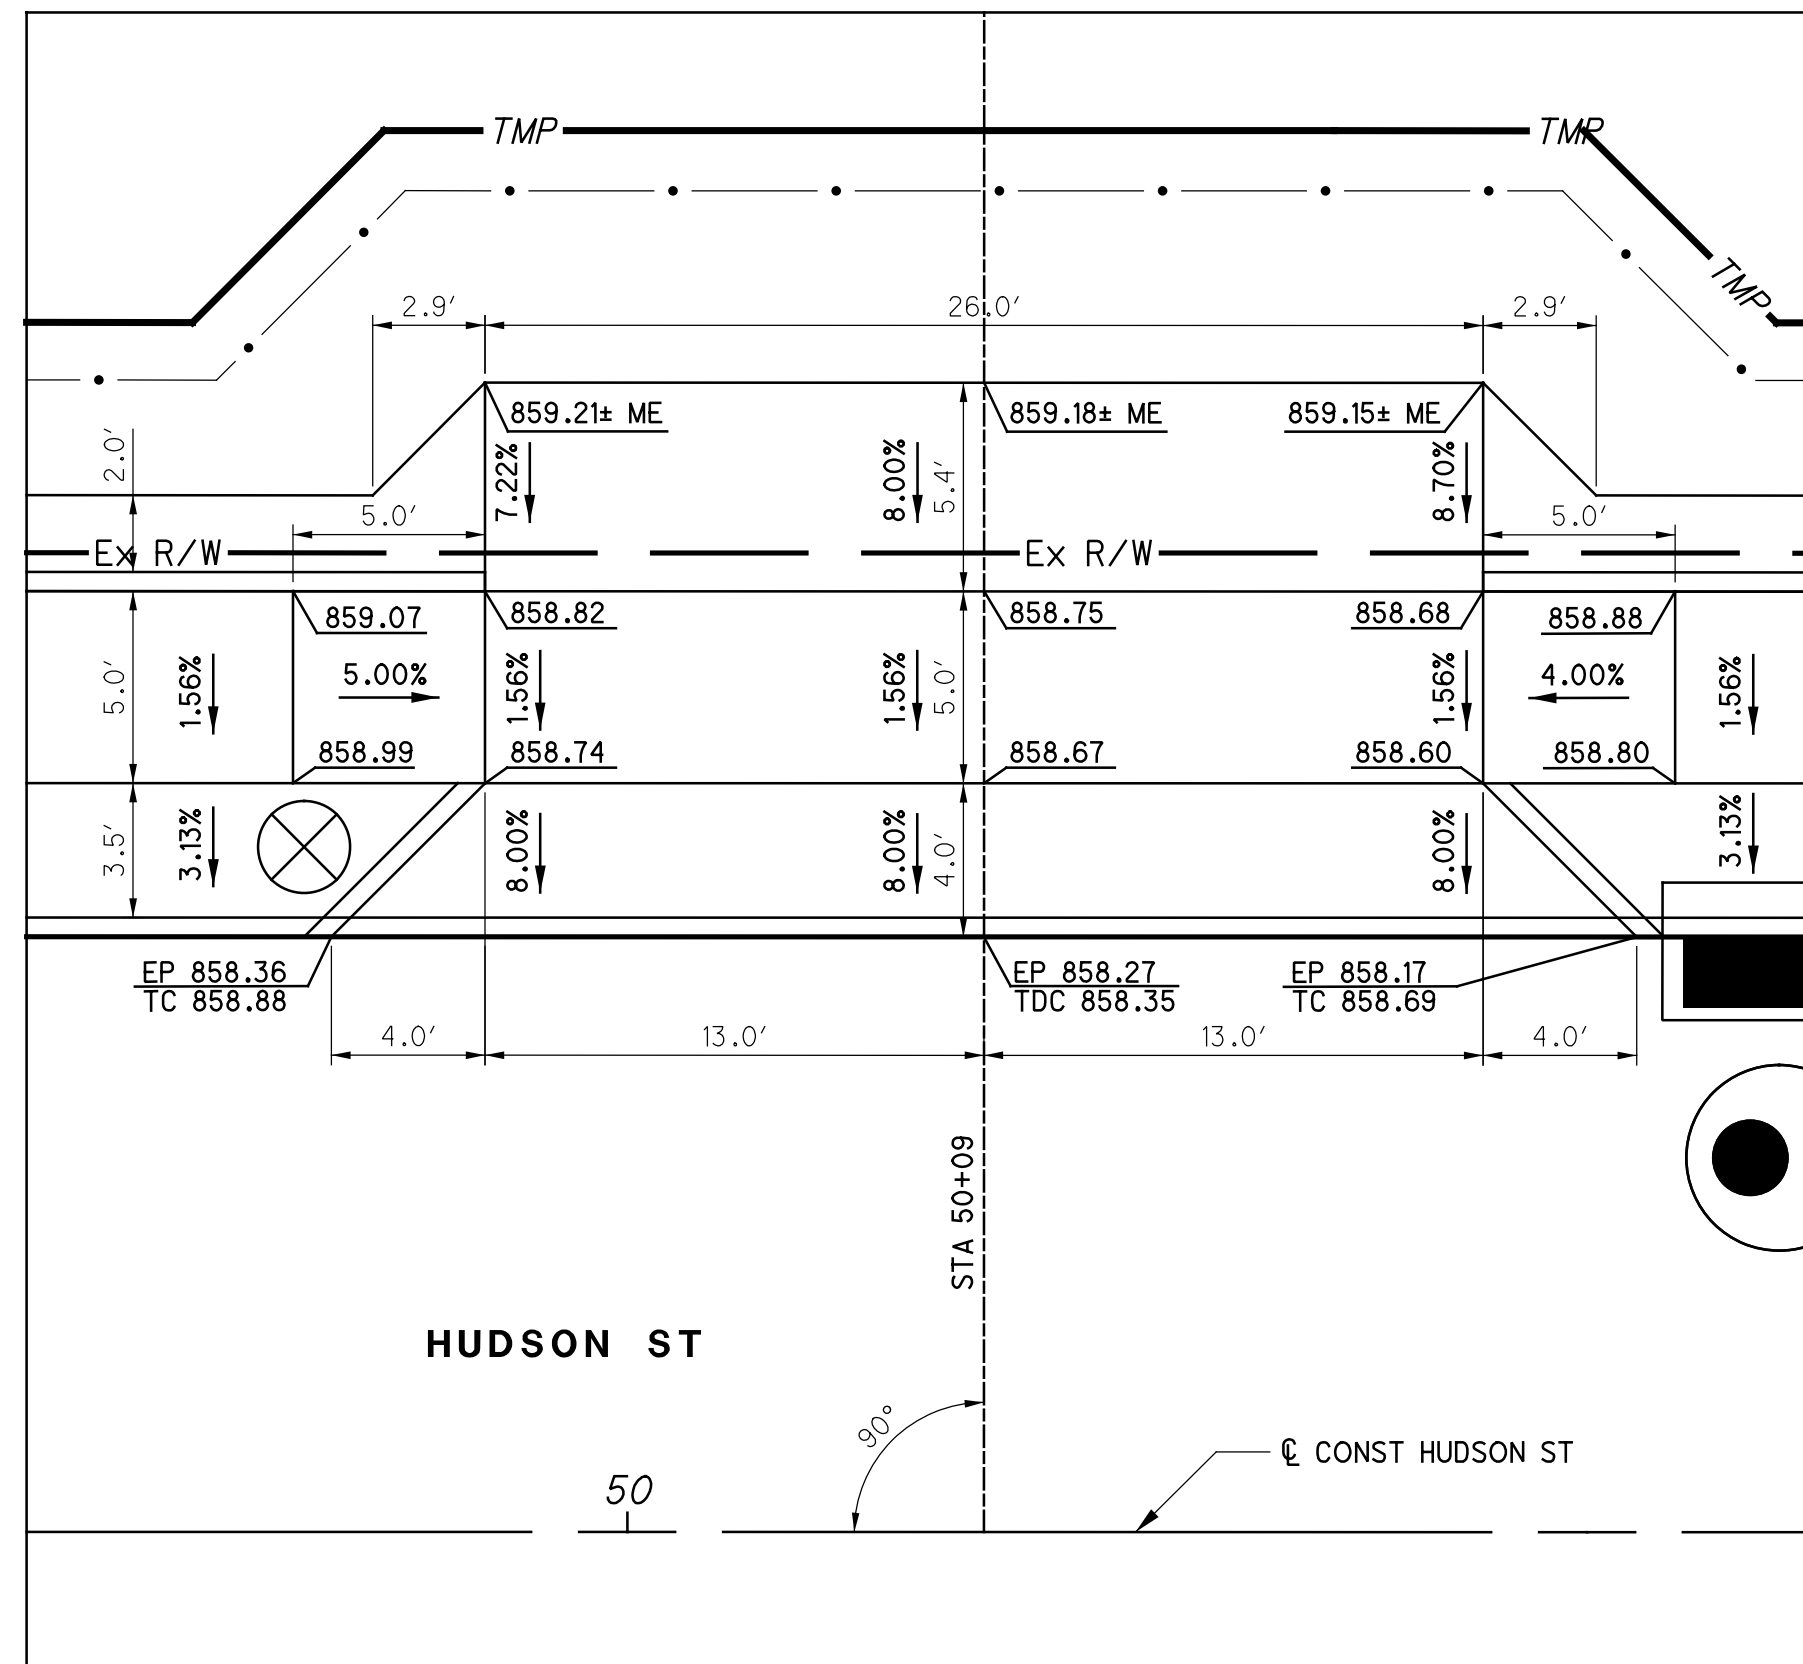 TMP
TMP
TMP
2.9'
26.0'
2.9'
859.21± ME
859.18± ME
859.15± ME
2.0'
7.22%
8.00%
5.4'
8.70%
5.0'
5.0'
Ex R/W
Ex R/W
859.07
858.82
858.75
858.68
858.88
5.0'
1.56%
5.00%
1.56%
1.56%
5.0'
1.56%
4.00%
1.56%
858.99
858.74
858.67
858.60
858.80
3.5'
3.13%
8.00%
8.00%
4.0'
8.00%
3.13%
EP 858.36
TC 858.88
EP 858.27
TDC 858.35
EP 858.17
TC 858.69
4.0'
13.0'
13.0'
4.0'
STA 50+09
HUDSON ST
90°
℄ CONST HUDSON ST
50